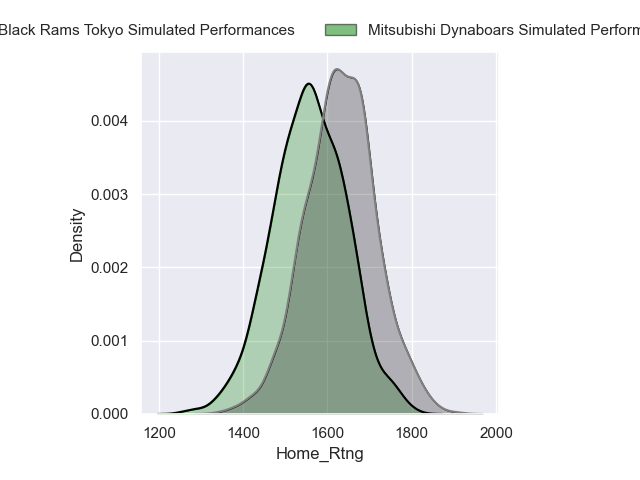 Black Rams Tokyo Simulated Performances
Mitsubishi Dynaboars Simulated Perform
0.004
0.003
0.002
0.001
0.000
Density
1200 1400 1600 1800 2000
Home_Rtng